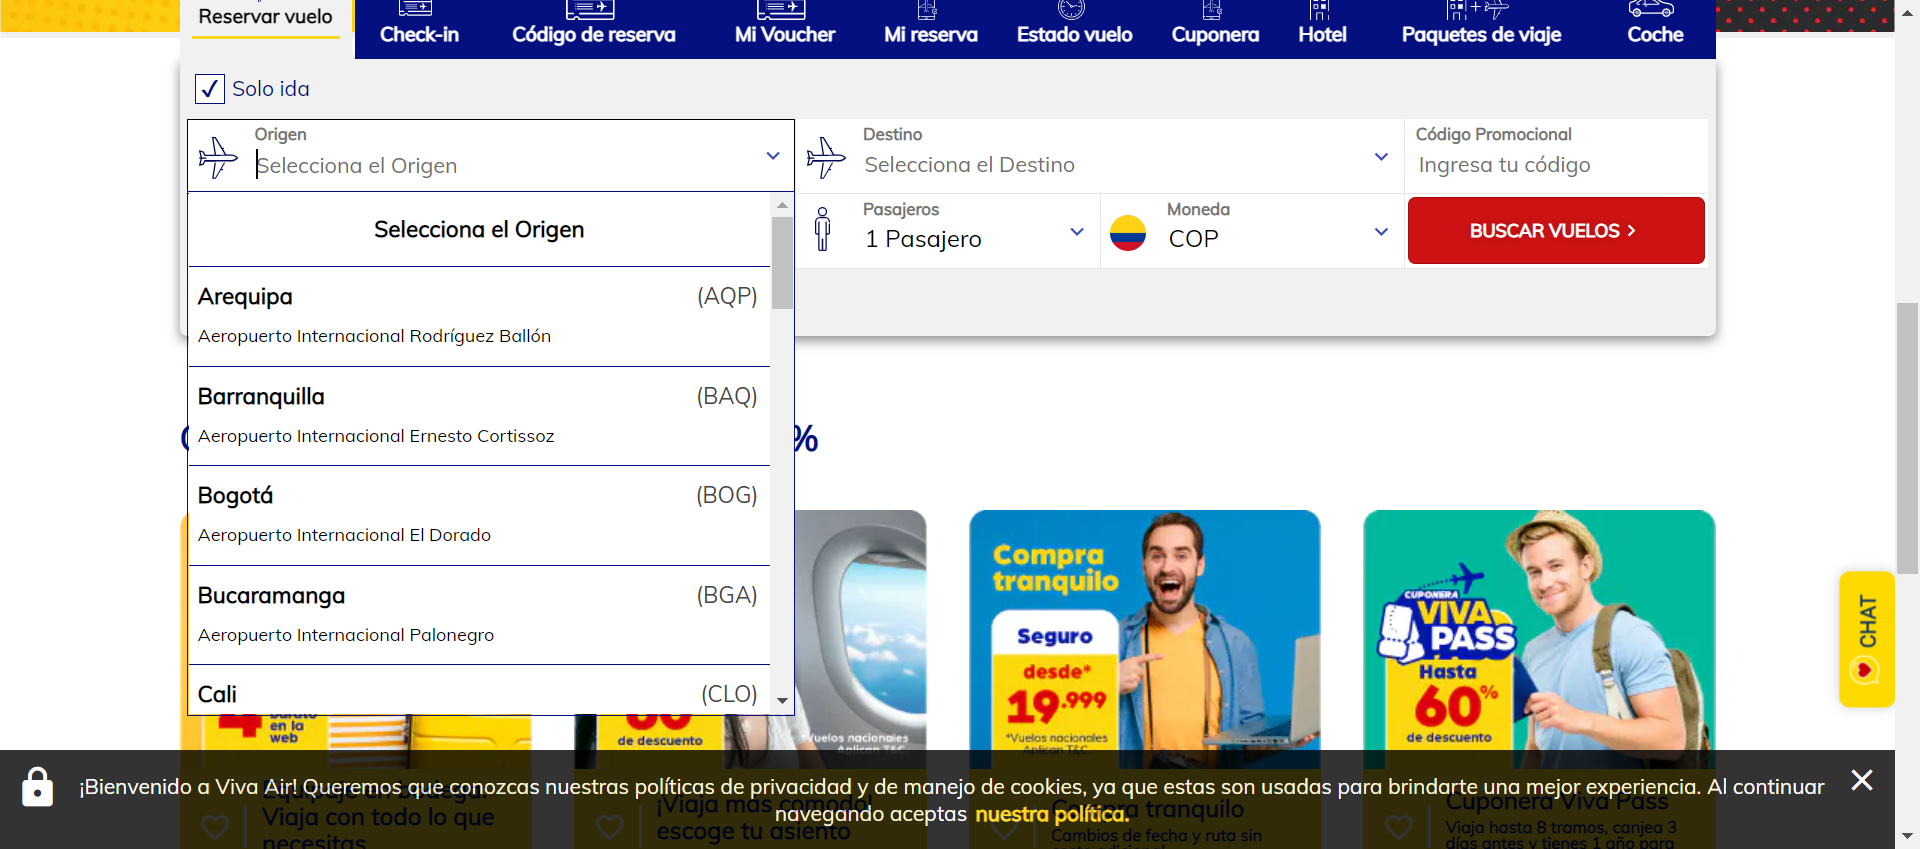 Reservar vuelo
Check-in
Código de reserva
Mi Voucher
Mi reserva
Estado vuelo
Cuponera
Hotel
Paquetes de viaje
Coche
Solo ida
Origen
Selecciona el Origen
Destino
Selecciona el Destino
Código Promocional
Ingresa tu código
Pasajeros
1 Pasajero
Moneda
COP
BUSCAR VUELOS
Selecciona el Origen
Arequipa (AQP)
Aeropuerto Internacional Rodríguez Ballón
Barranquilla (BAQ)
Aeropuerto Internacional Ernesto Cortissoz
Bogotá (BOG)
Aeropuerto Internacional El Dorado
Bucaramanga (BGA)
Aeropuerto Internacional Palonegro
Cali (CLO)
%
barato
en la
web
de descuento
*Vuelos nacionales
Aplican T&C
Compra
tranquilo
Seguro
desde*
19.999
*Vuelos nacionales
Aplican T&C
CUPONERA
VIVA
PASS
Hasta
60%
de descuento
CHAT
¡Bienvenido a Viva Air! Queremos que conozcas nuestras políticas de privacidad y de manejo de cookies, ya que estas son usadas para brindarte una mejor experiencia. Al continuar
navegando aceptas nuestra política.
Viaja con todo lo que
necesitas
¡Viaja más cómodo!
escoge tu asiento
Compra tranquilo
Cambios de fecha y ruta sin
Cuponera Viva Pass
Viaja hasta 8 tramos, canjea 3
días antes y tienes 1 año para